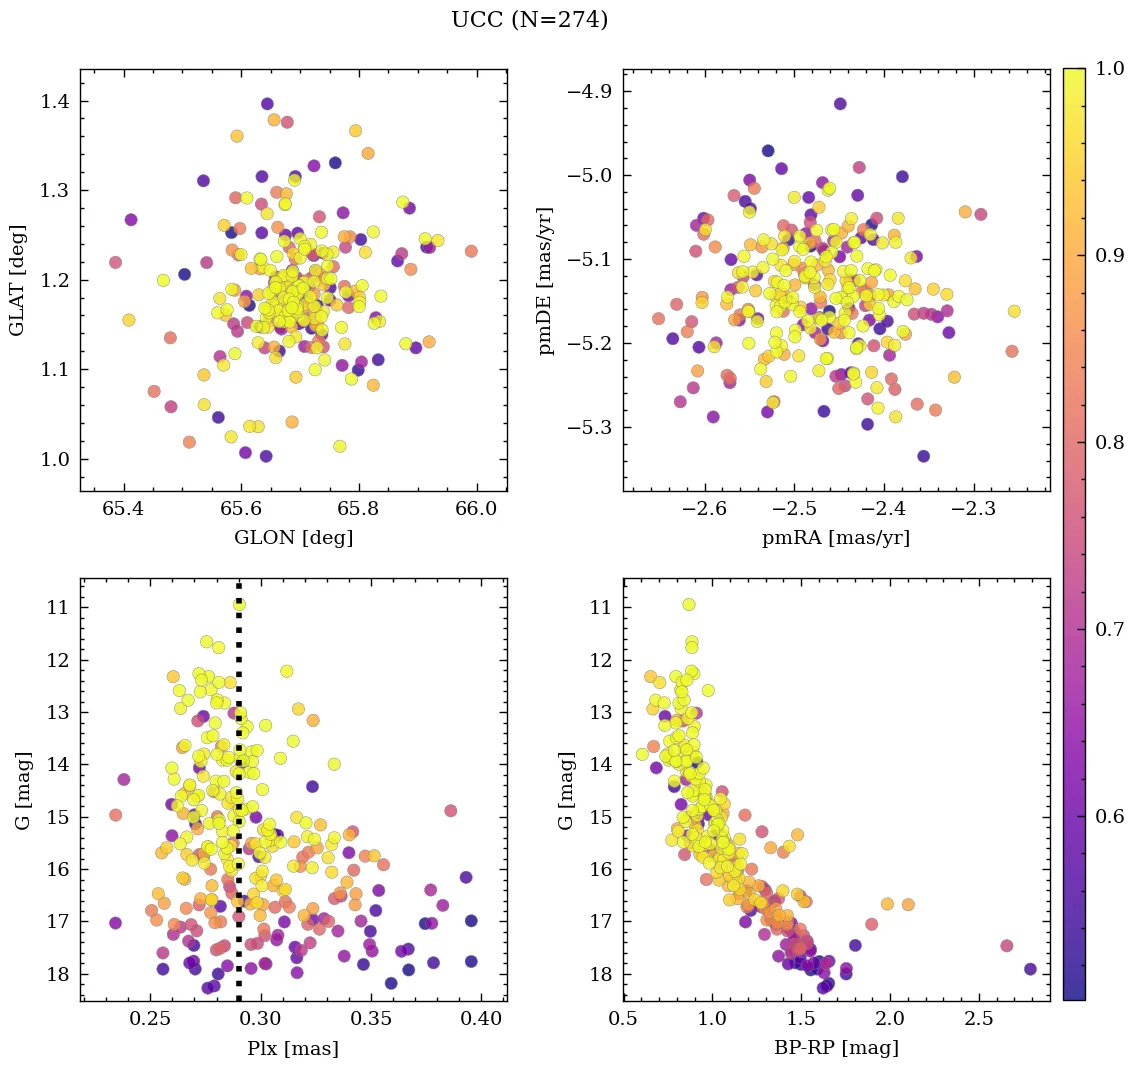 UCC (N=274)
1.4
1.3
1.2
1.1
1.0
GLAT [deg]
65.4 65.6 65.8 66.0
GLON [deg]
−4.9
−5.0
−5.1
−5.2
−5.3
pmDE [mas/yr]
−2.6 −2.5 −2.4 −2.3
pmRA [mas/yr]
1.0
0.9
0.8
0.7
0.6
11
12
13
14
15
16
17
18
G [mag]
0.25 0.30 0.35 0.40
Plx [mas]
11
12
13
14
15
16
17
18
G [mag]
0.5 1.0 1.5 2.0 2.5
BP-RP [mag]